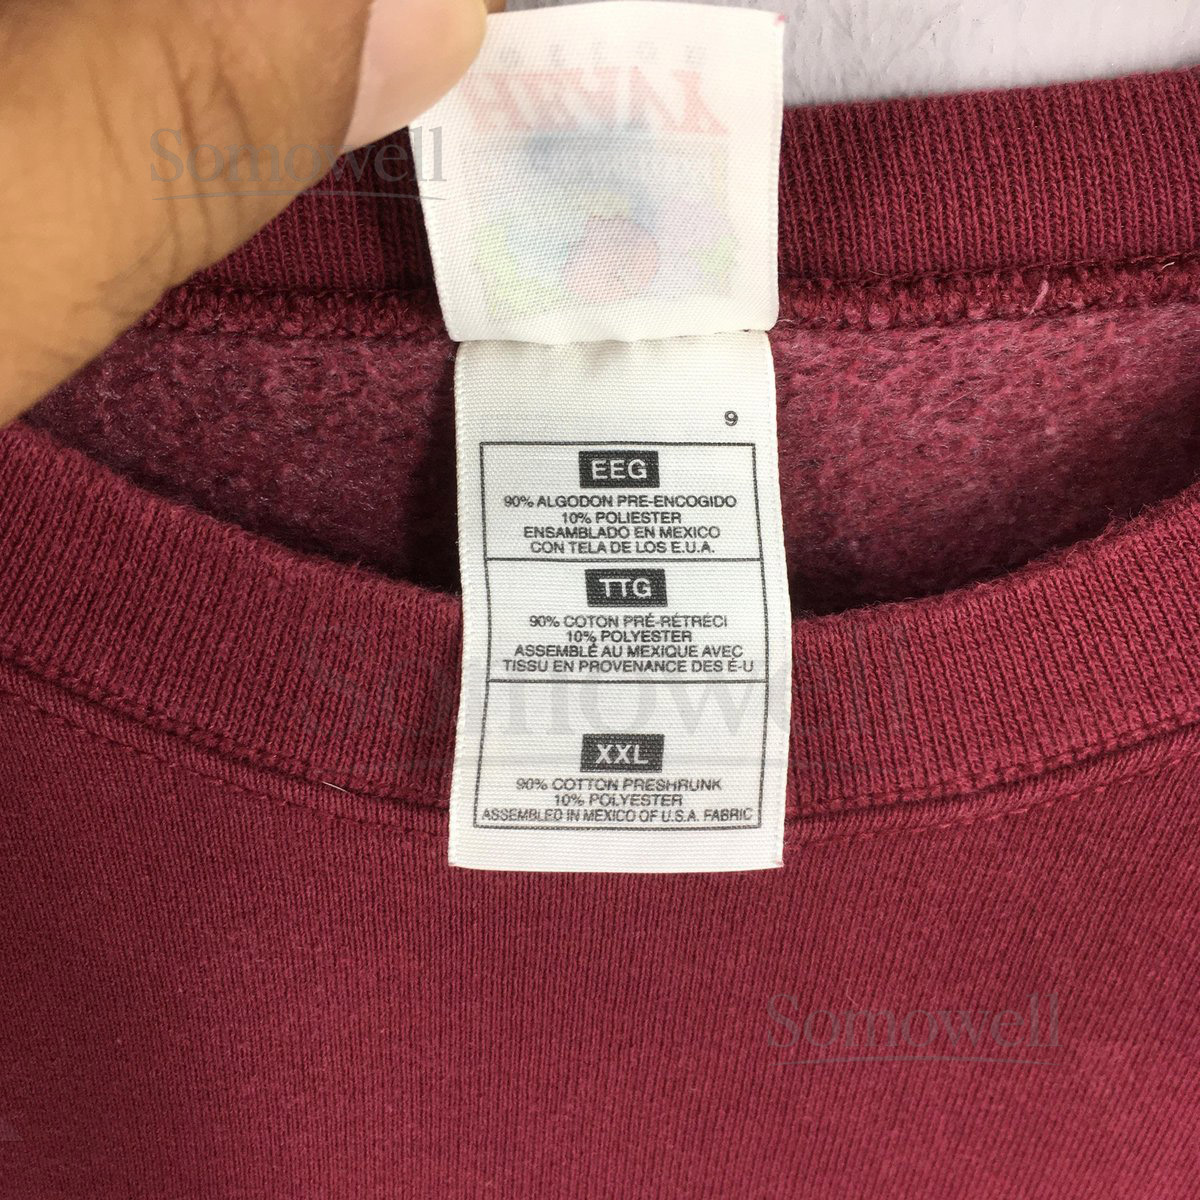 Somowell
HEAVY
9
EEG
90% ALGODON PRE-ENCOGIDO
10% POLIESTER
ENSAMBLADO EN MEXICO
CON TELA DE LOS E.U.A.
TTG
90% COTON PRÉ-RÉTRÉCI
10% POLYESTER
ASSEMBLÉ AU MEXIQUE AVEC
TISSU EN PROVENANCE DES É-U
Somowell
XXL
90% COTTON PRESHRUNK
10% POLYESTER
ASSEMBLED IN MEXICO OF U.S.A. FABRIC
Somowell